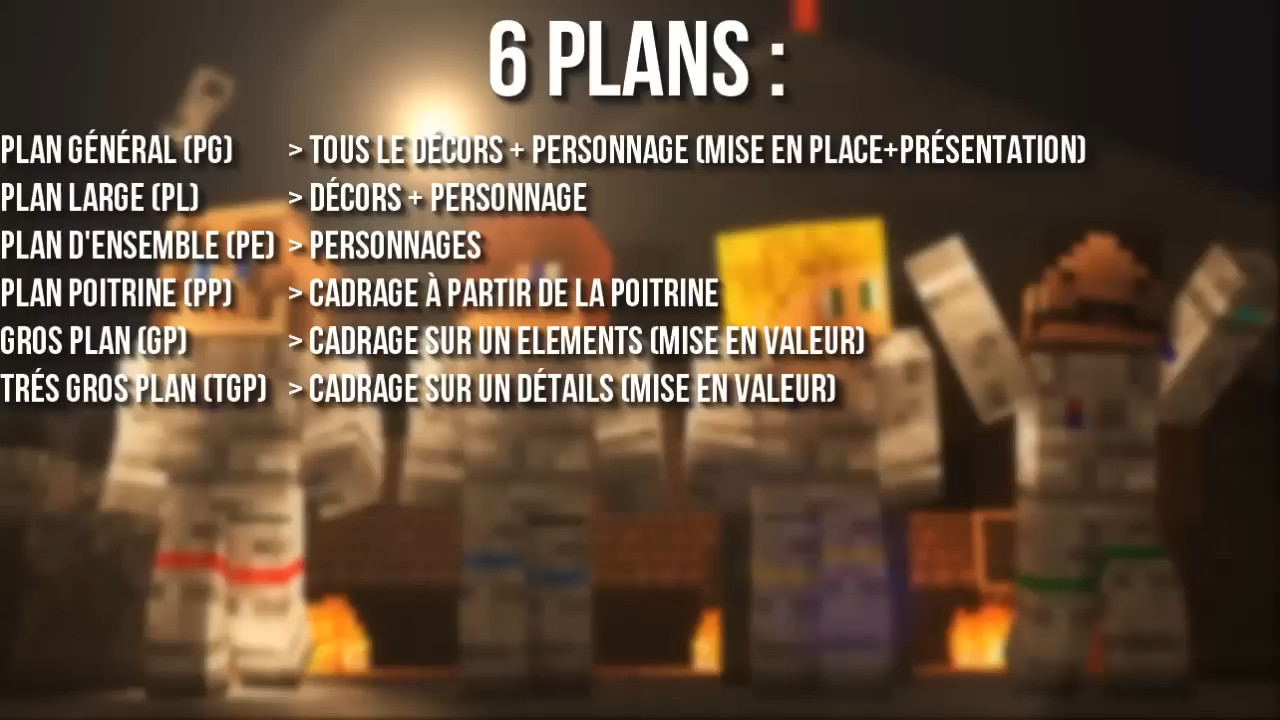 6 PLANS :
PLAN GÉNÉRAL (PG) > TOUS LE DÉCORS + PERSONNAGE (MISE EN PLACE+PRÉSENTATION)
PLAN LARGE (PL) > DÉCORS + PERSONNAGE
PLAN D'ENSEMBLE (PE) > PERSONNAGES
PLAN POITRINE (PP) > CADRAGE À PARTIR DE LA POITRINE
GROS PLAN (GP) > CADRAGE SUR UN ELEMENTS (MISE EN VALEUR)
TRÉS GROS PLAN (TGP) > CADRAGE SUR UN DÉTAILS (MISE EN VALEUR)